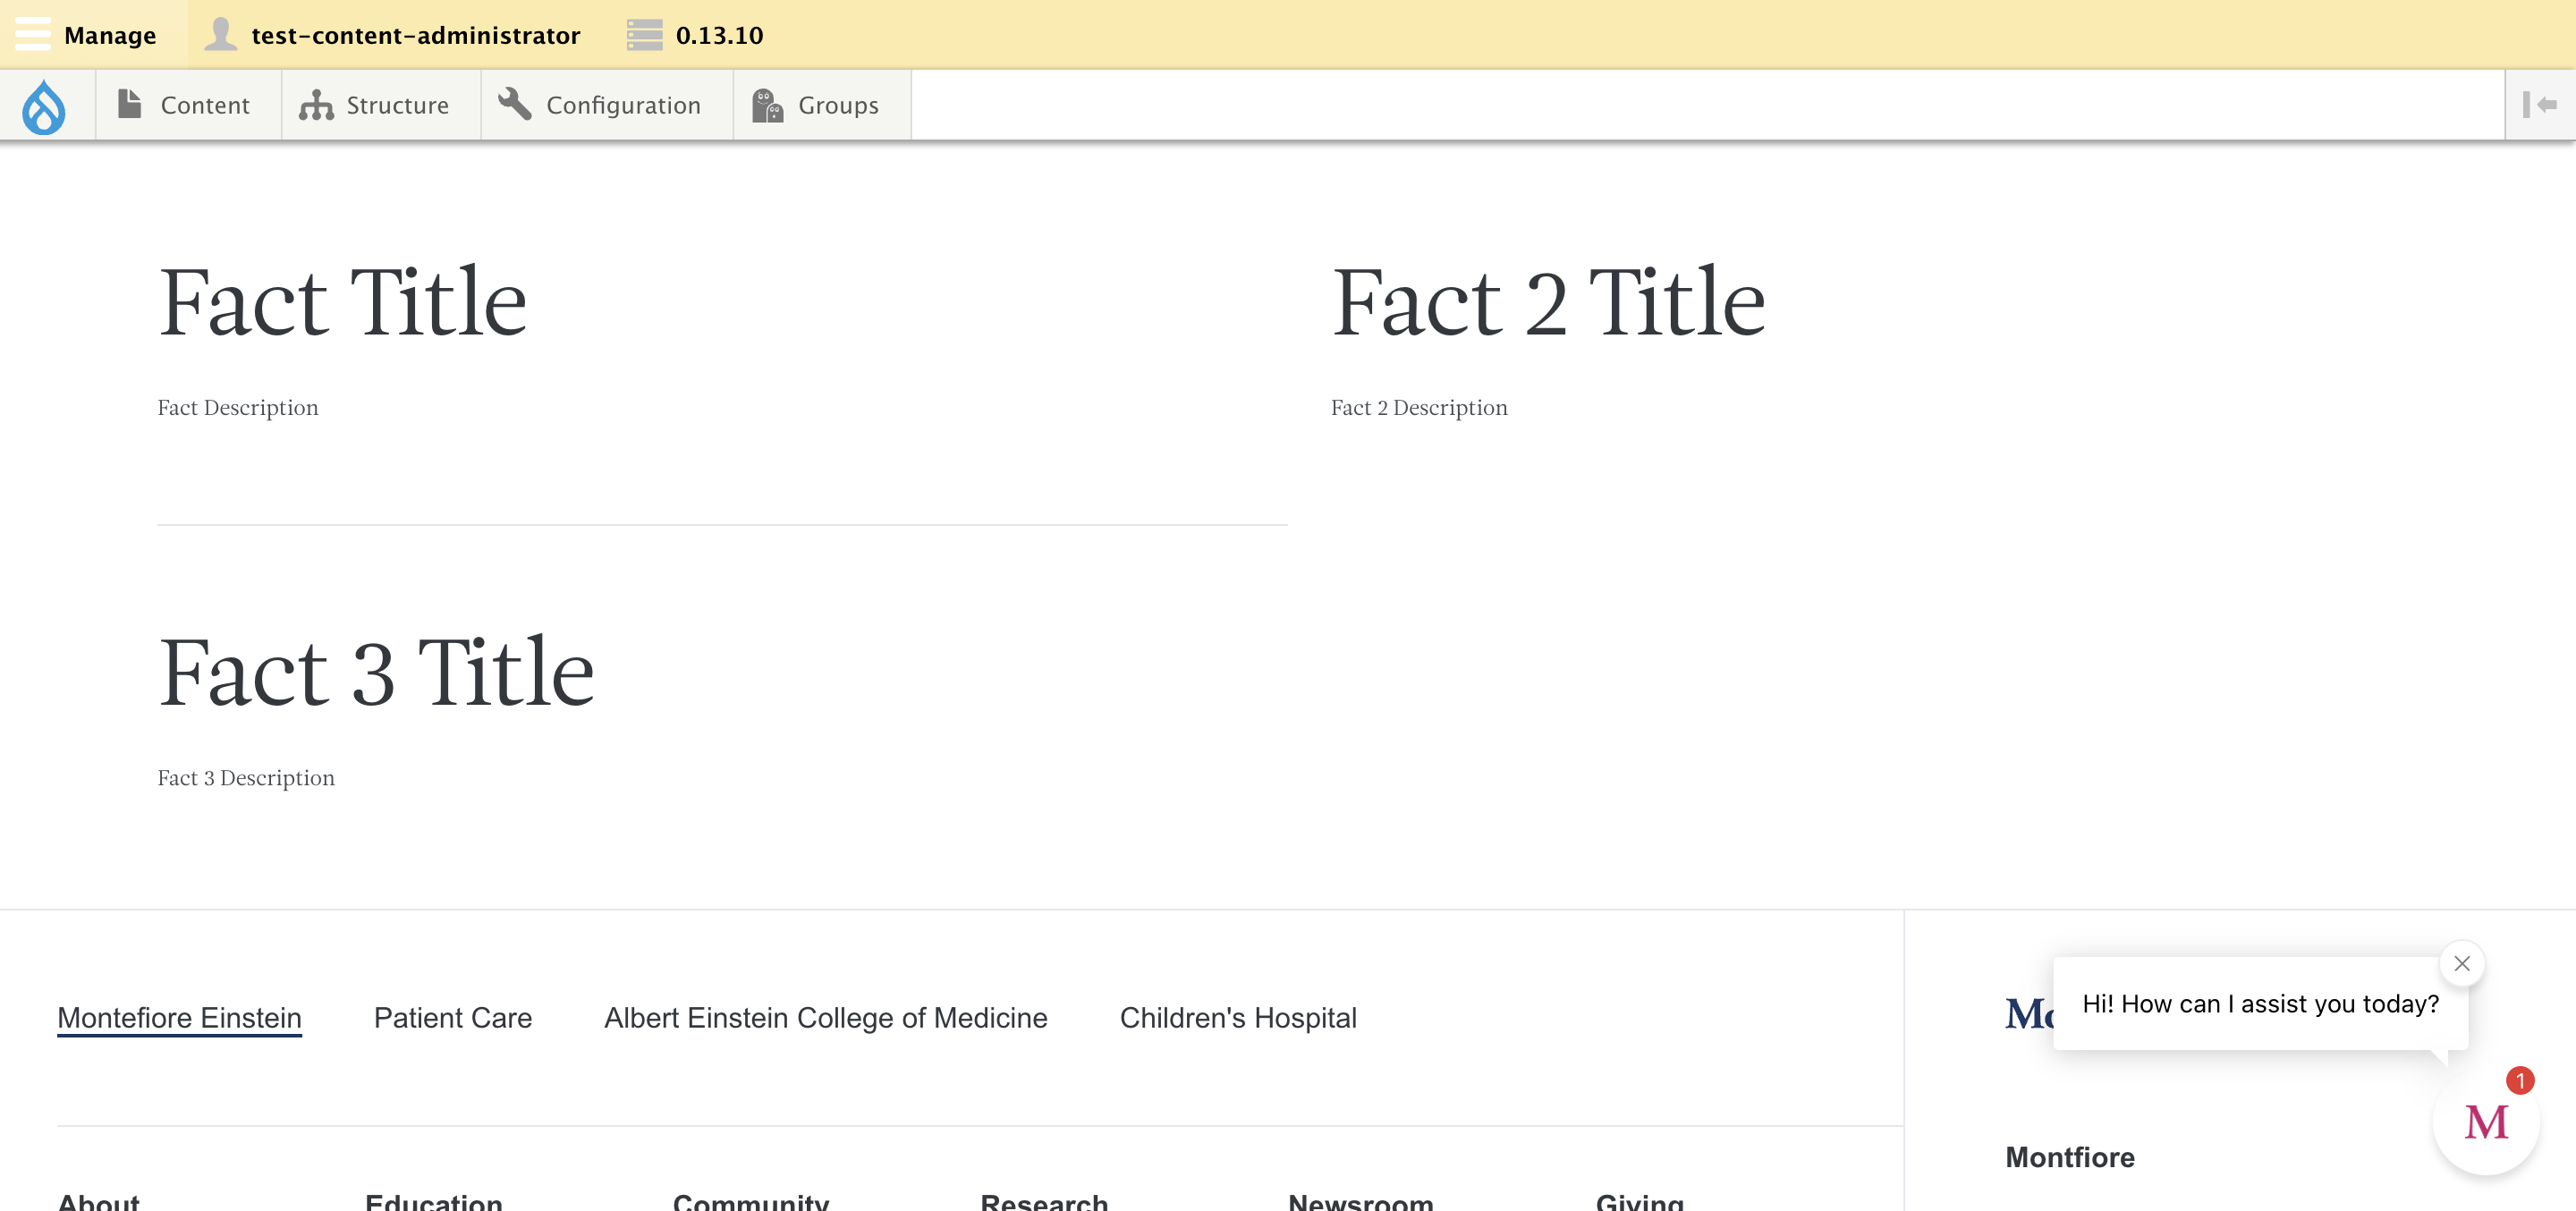 Manage test-content-administrator 0.13.10
Content Structure Configuration Groups
Fact Title
Fact Description
Fact 2 Title
Fact 2 Description
Fact 3 Title
Fact 3 Description
Montefiore Einstein Patient Care Albert Einstein College of Medicine Children's Hospital
Hi! How can I assist you today?
1
M
Montfiore
About Education Community Research Newsroom Giving